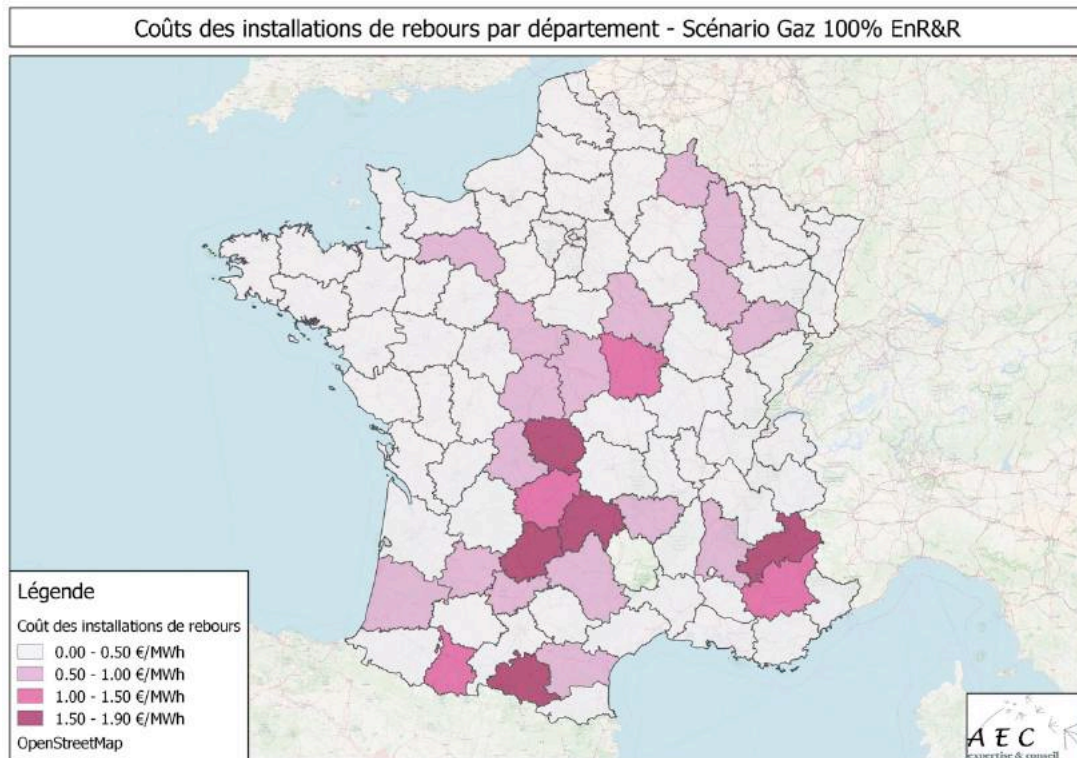 Coûts des installations de rebours par département - Scénario Gaz 100% EnR&R
Légende
Coût des installations de rebours
0.00 - 0.50 €/MWh
0.50 - 1.00 €/MWh
1.00 - 1.50 €/MWh
1.50 - 1.90 €/MWh
OpenStreetMap
AEC
expertise & conseil